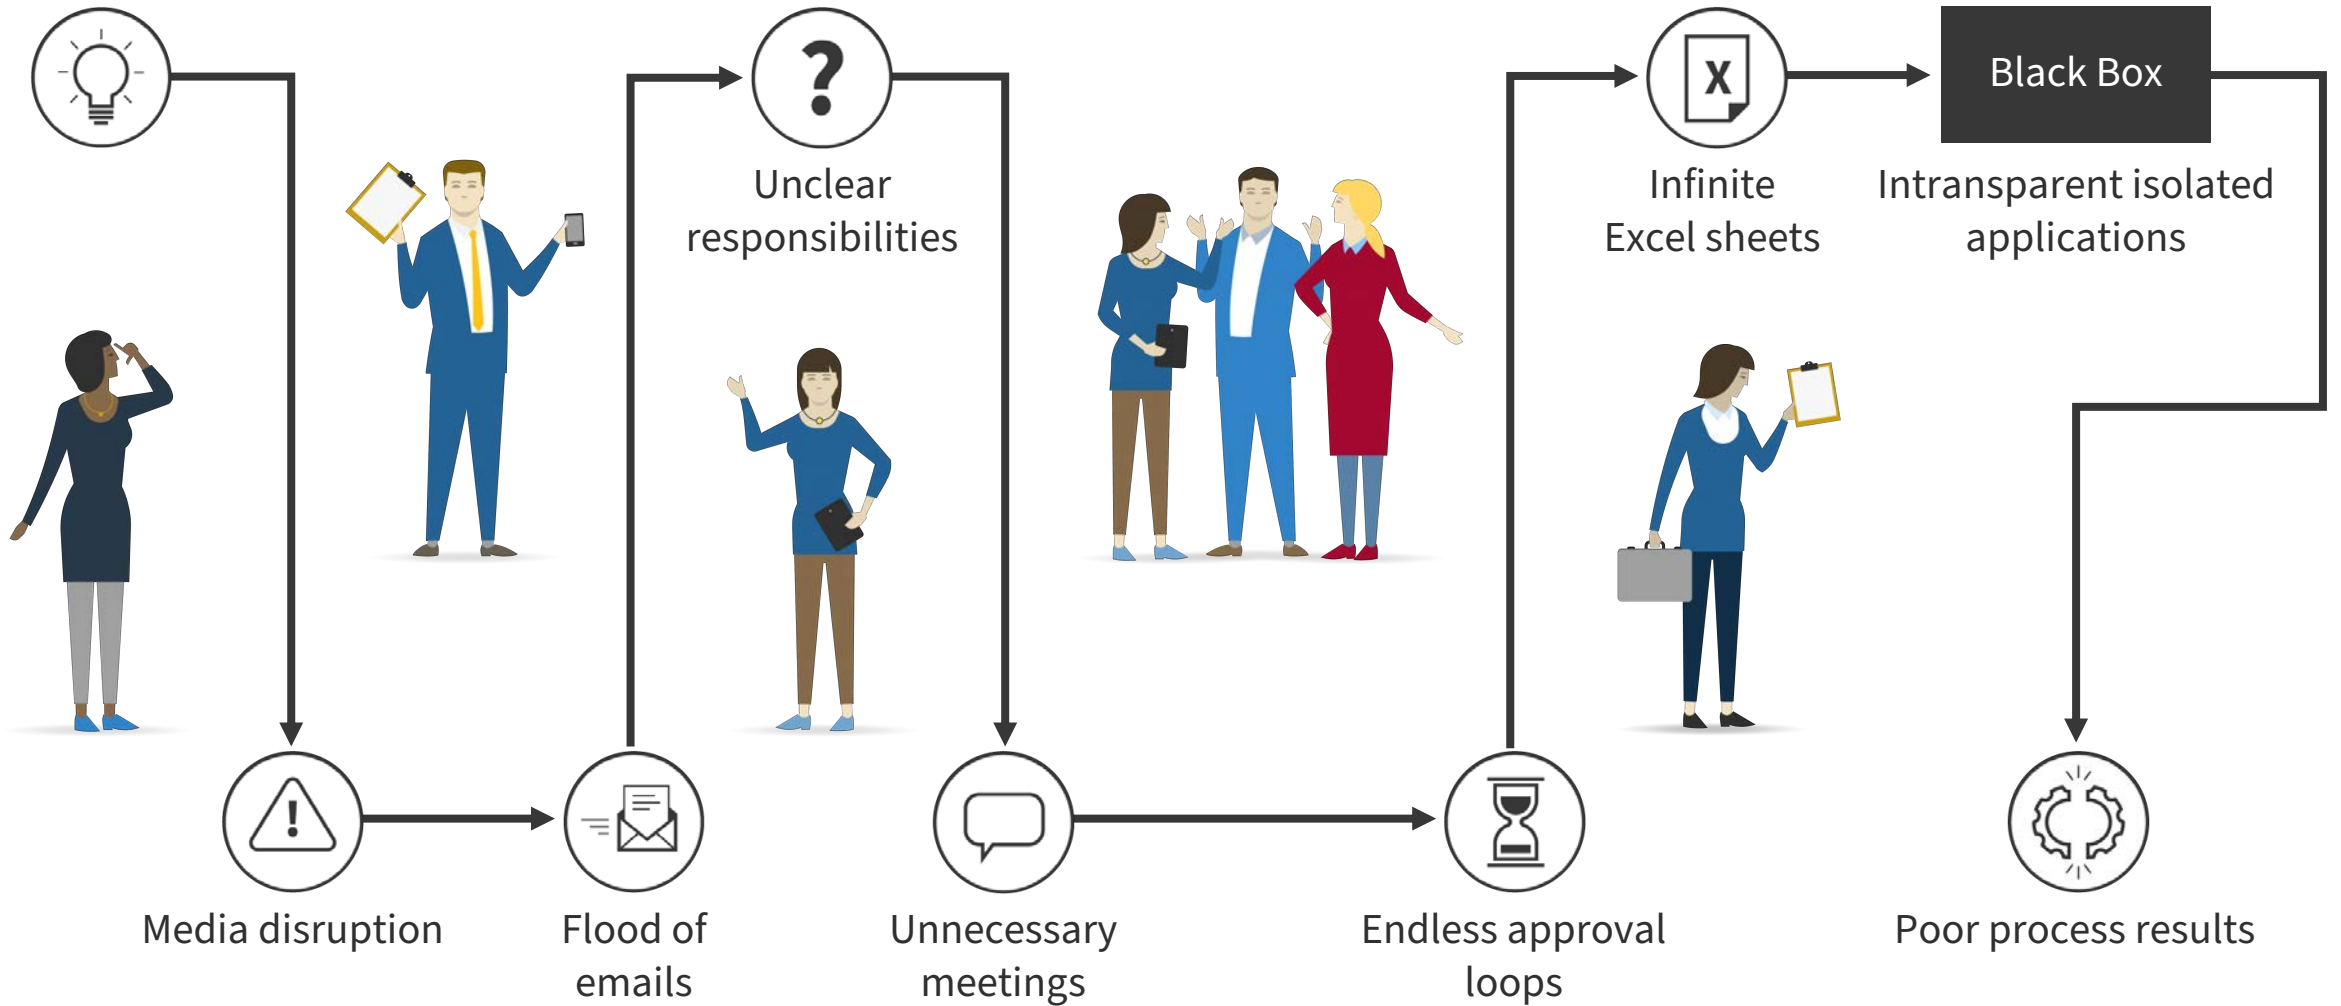 ?
Unclear
responsibilities
X
Infinite
Excel sheets
Black Box
Intransparent isolated
applications
!
Media disruption
Flood of
emails
Unnecessary
meetings
Endless approval
loops
Poor process results